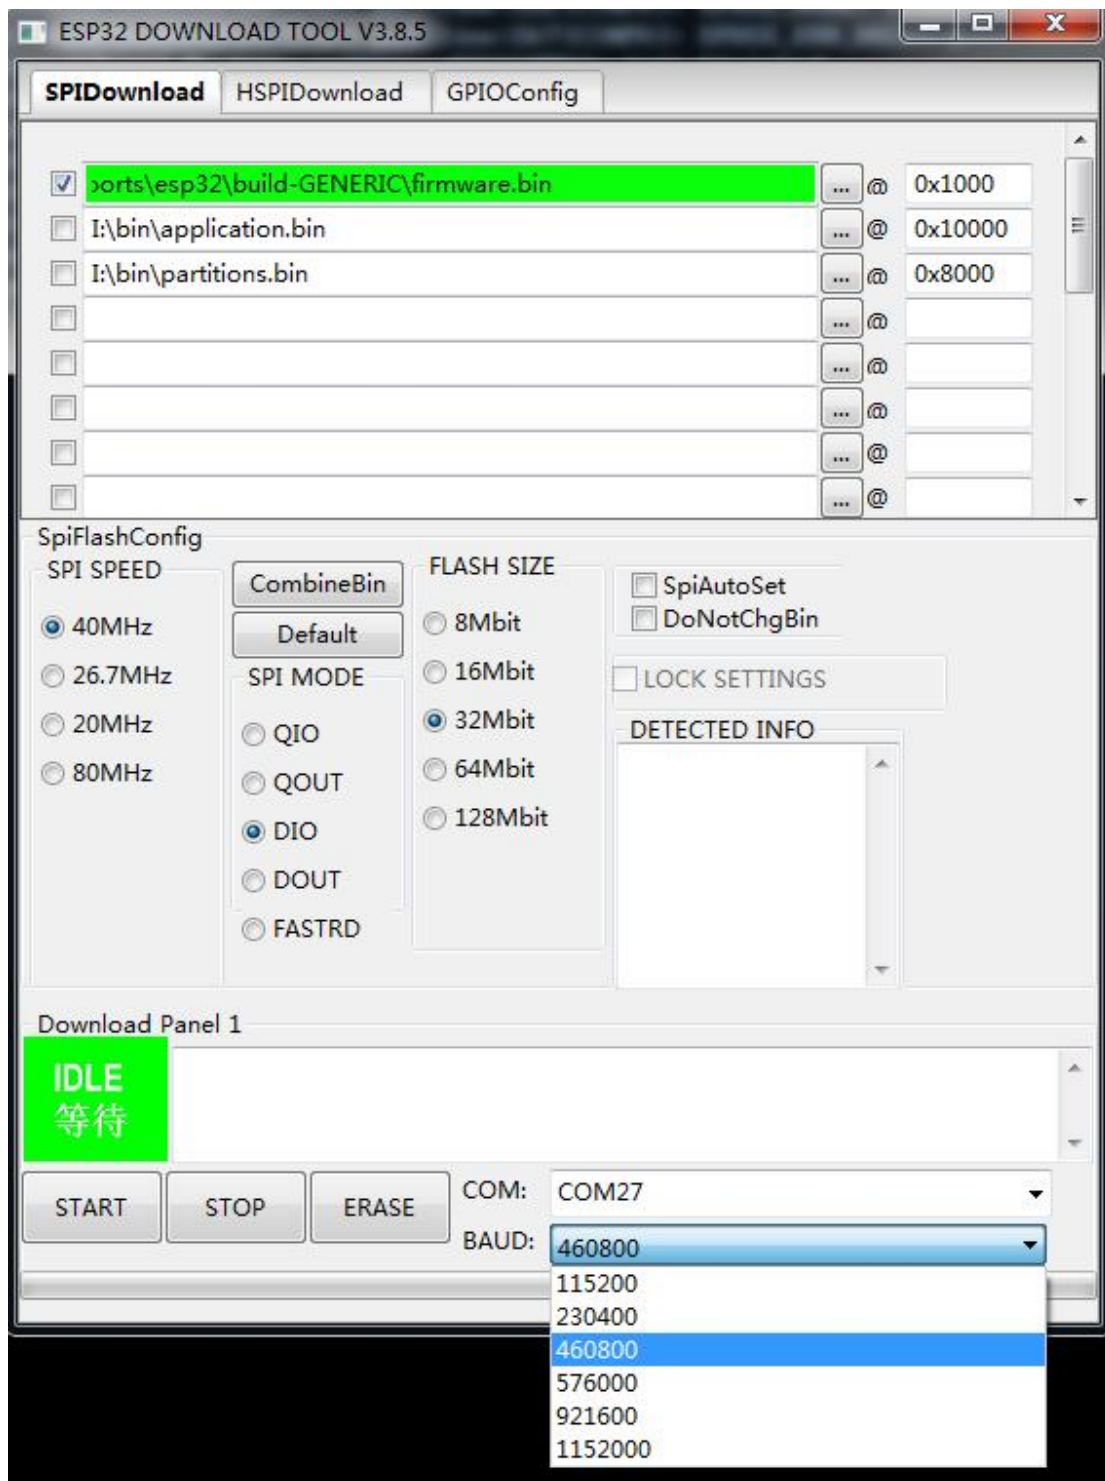 ESP32 DOWNLOAD TOOL V3.8.5
SPIDownload HSPIDownload GPIOConfig
orts\esp32\build-GENERIC\firmware.bin ... @ 0x1000
I:\bin\application.bin ... @ 0x10000
I:\bin\partitions.bin ... @ 0x8000
... @
... @
... @
... @
... @
SpiFlashConfig
SPI SPEED
40MHz
26.7MHz
20MHz
80MHz
CombineBin
Default
SPI MODE
QIO
QOUT
DIO
DOUT
FASTRD
FLASH SIZE
8Mbit
16Mbit
32Mbit
64Mbit
128Mbit
SpiAutoSet
DoNotChgBin
LOCK SETTINGS
DETECTED INFO
Download Panel 1
IDLE
等待
START STOP ERASE
COM: COM27
BAUD: 460800
115200
230400
460800
576000
921600
1152000